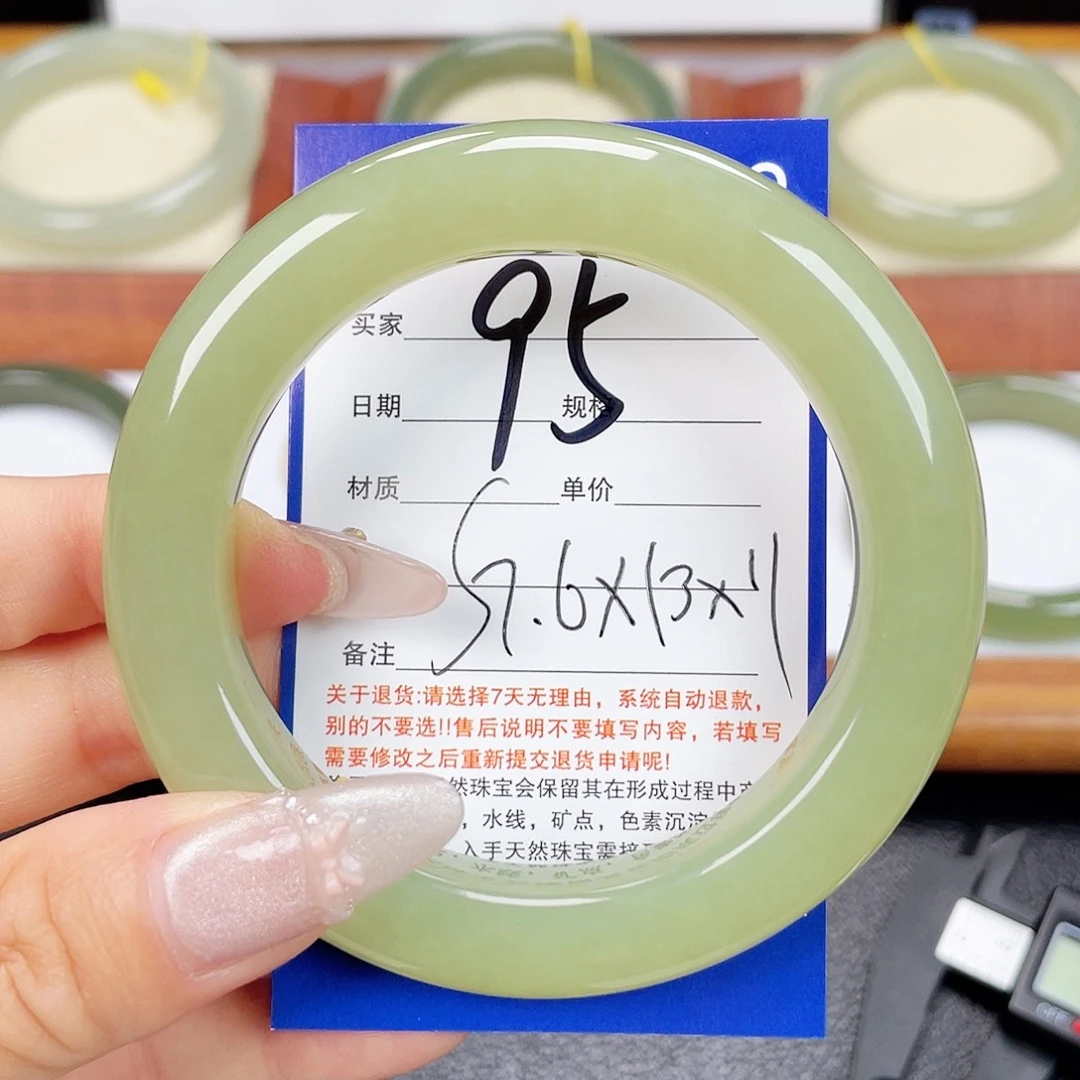 95
买家
日期 规格
材质 单价
57.6X13X11
备注
关于退货:请选择7天无理由，系统自动退款，
别的不要选!!售后说明不要填写内容，若填写
需要修改之后重新提交退货申请呢!
然珠宝会保留其在形成过程中产
，水线，矿点，色素沉淀
入手天然珠宝需